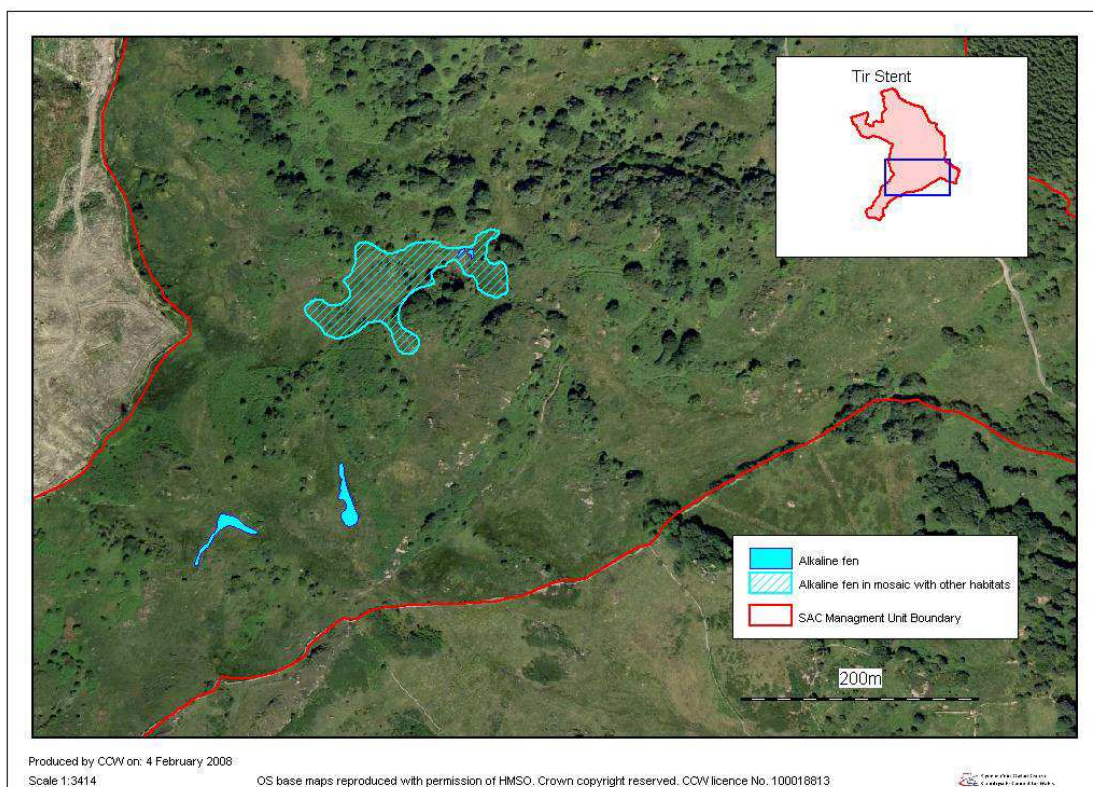 Tir Stent
Alkaline fen
Alkaline fen in mosaic with other habitats
SAC Managment Unit Boundary
200m
Produced by CCW on: 4 February 2008
Scale 1:3414
OS base maps reproduced with permission of HMSO. Crown copyright reserved. CCW licence No. 100018813